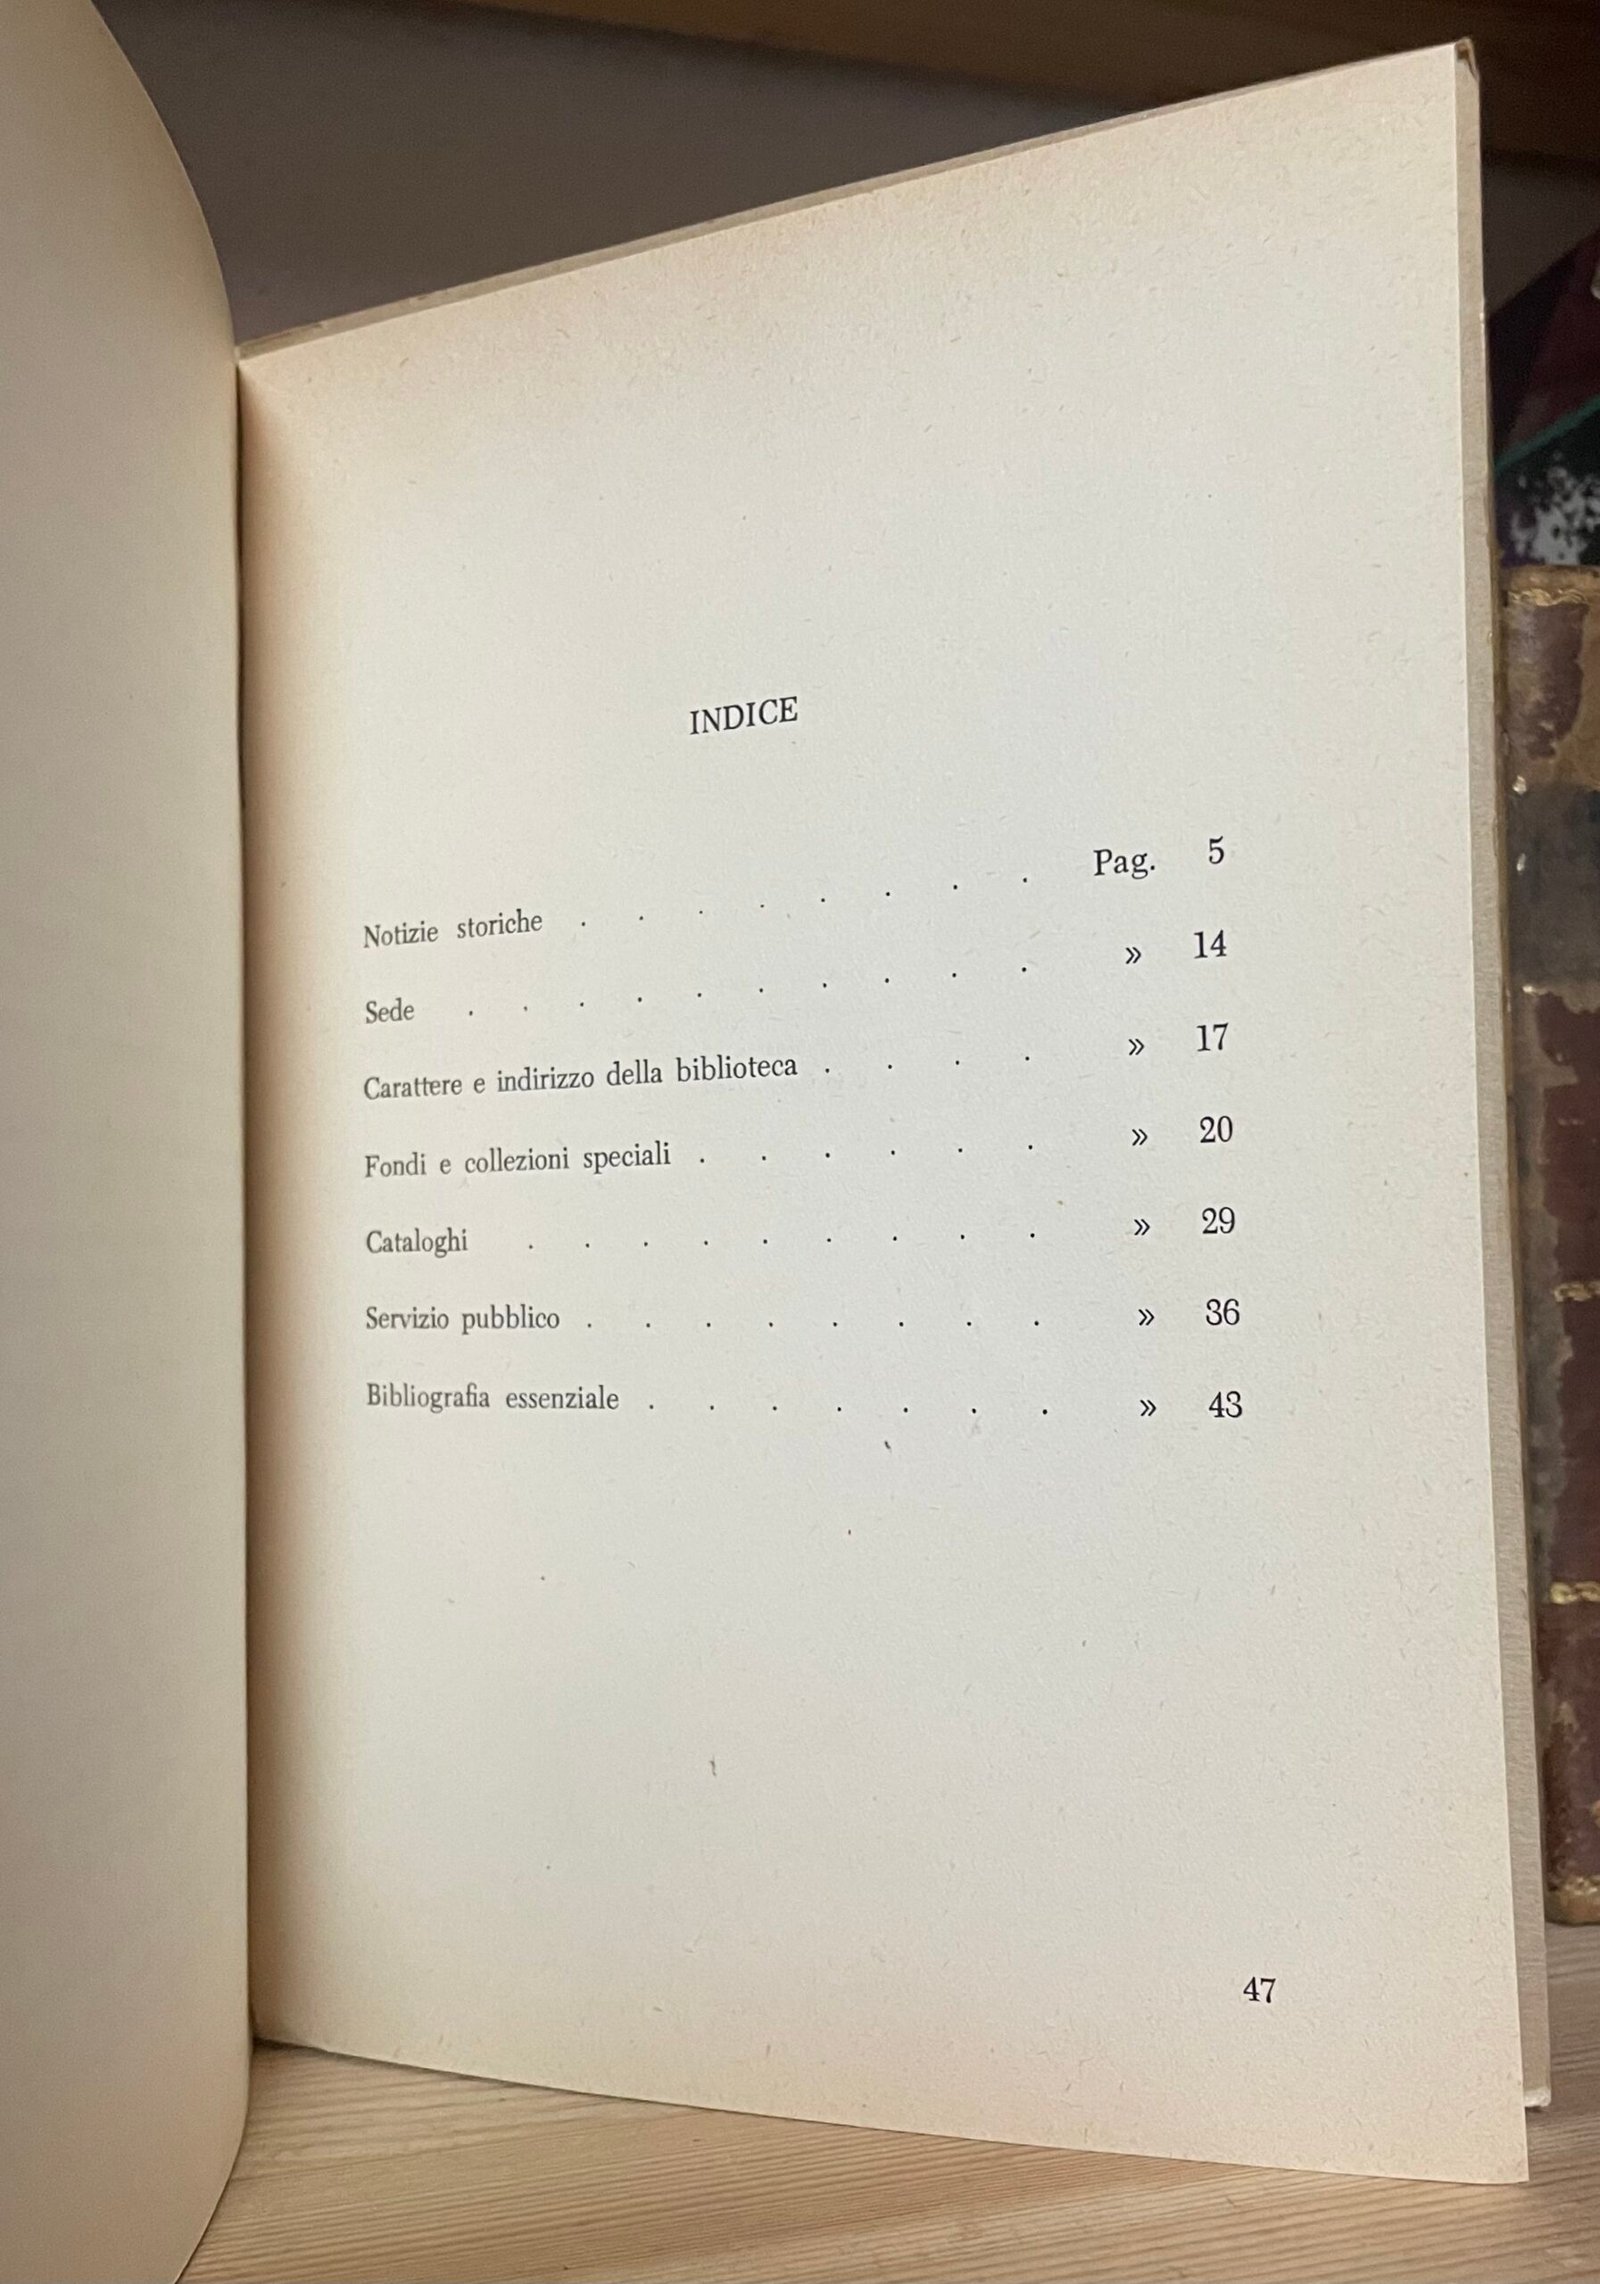 INDICE
Notizie storiche . . . . . . . . Pag. 5
Sede . . . . . . . . . . » 14
Carattere e indirizzo della biblioteca . . . . » 17
Fondi e collezioni speciali . . . . . . » 20
Cataloghi . . . . . . . . . » 29
Servizio pubblico . . . . . . . . » 36
Bibliografia essenziale . . . . . . . » 43
47